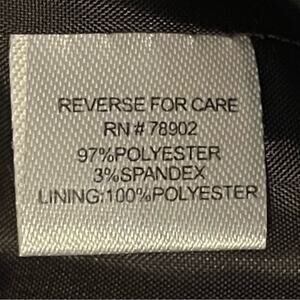 REVERSE FOR CARE
RN # 78902
97%POLYESTER
3%SPANDEX
LINING:100%POLYESTER